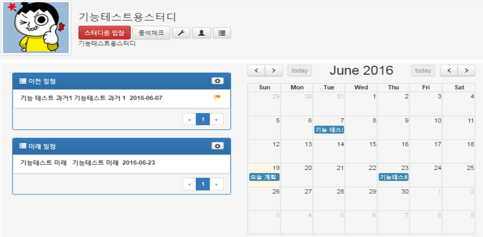 기능테스트용스터디
스터디룸 입장
출석체크
기능테스트용스터디
이전 일정
기능 테스트 과거1 기능테스트 과거 1 2016-06-07
« 1 »
미래 일정
기능테스트 미래 기능테스트 미래 2016-06-23
« 1 »
< > today June 2016 today < >
Sun Mon Tue Wed Thu Fri Sat
29 30 31 1 2 3 4
5 6 7 8 9 10 11
기능 테스
12 13 14 15 16 17 18
19 20 21 22 23 24 25
오늘 계획 기능테스트
26 27 28 29 30 1 2
3 4 5 6 7 8 9